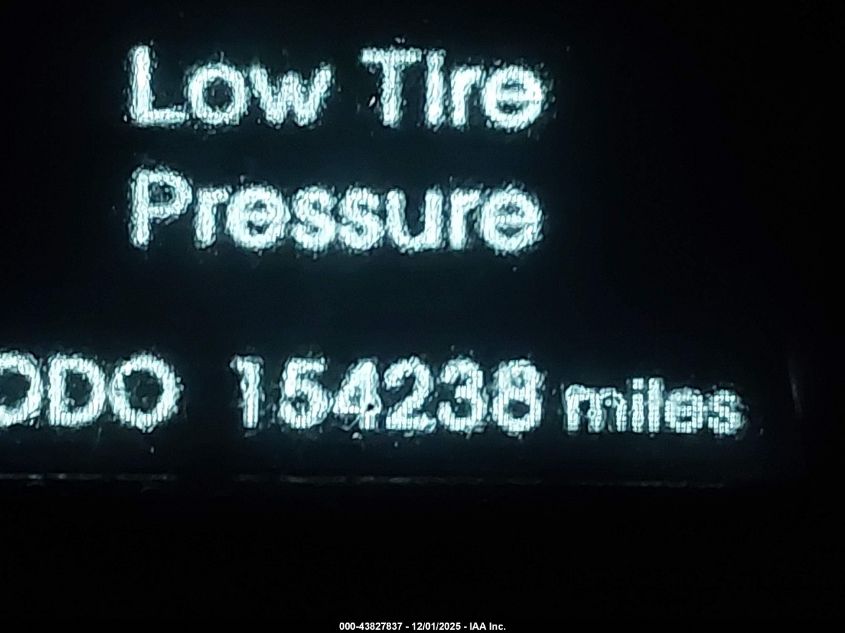 Low Tire
Pressure
ODO 154238 miles
000-43827837 - 12/01/2025 - IAA Inc.